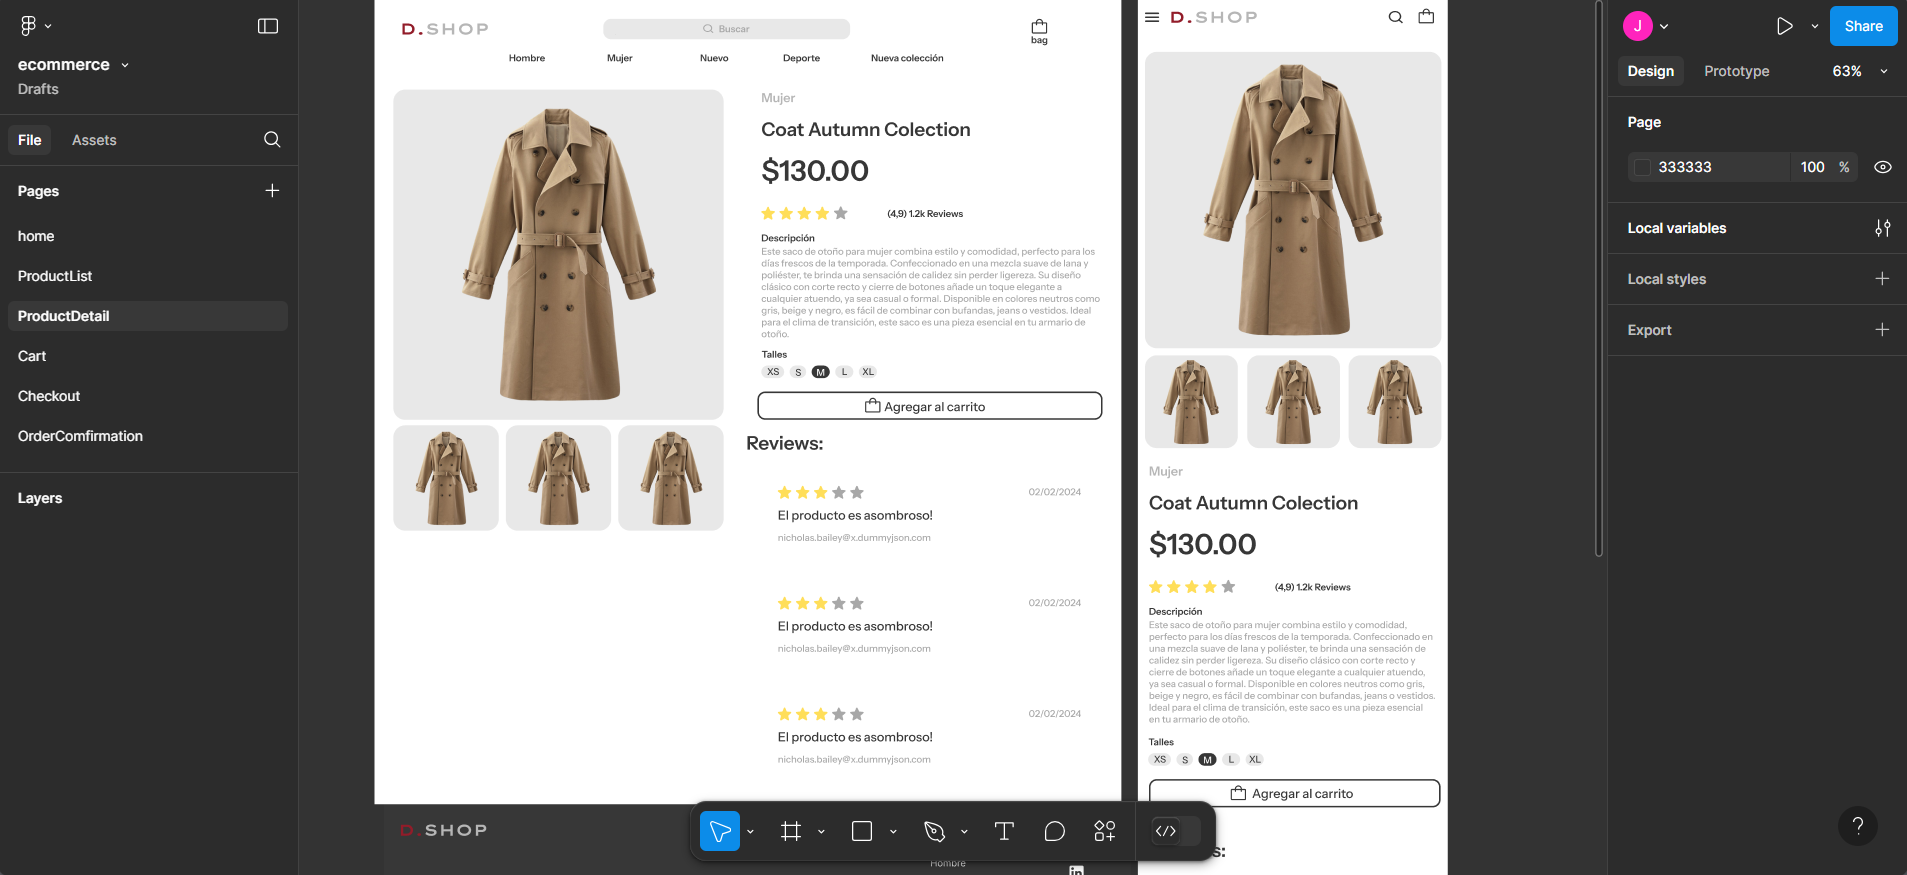 ecommerce
Drafts
File
Assets
Pages
home
ProductList
ProductDetail
Cart
Checkout
OrderComfirmation
Layers
D.SHOP
Buscar
bag
Hombre
Mujer
Nuevo
Deporte
Nueva colección
Mujer
Coat Autumn Colection
$130.00
(4,9) 1.2k Reviews
Descripción
Este saco de otoño para mujer combina estilo y comodidad, perfecto para los
días frescos de la temporada. Confeccionado en una mezcla suave de lana y
poliéster, te brinda una sensación de calidez sin perder ligereza. Su diseño
clásico con corte recto y cierre de botones añade un toque elegante a
cualquier atuendo, ya sea casual o formal. Disponible en colores neutros como
gris, beige y negro, es fácil de combinar con bufandas, jeans o vestidos. Ideal
para el clima de transición, este saco es una pieza esencial en tu armario de
otoño.
Talles
XS
S
M
L
XL
Agregar al carrito
Reviews:
02/02/2024
El producto es asombroso!
nicholas.bailey@x.dummyjson.com
02/02/2024
El producto es asombroso!
nicholas.bailey@x.dummyjson.com
02/02/2024
El producto es asombroso!
nicholas.bailey@x.dummyjson.com
D.SHOP
Hombre
in
D.SHOP
Mujer
Coat Autumn Colection
$130.00
(4,9) 1.2k Reviews
Descripción
Este saco de otoño para mujer combina estilo y comodidad,
perfecto para los días frescos de la temporada. Confeccionado en
una mezcla suave de lana y poliéster, te brinda una sensación de
calidez sin perder ligereza. Su diseño clásico con corte recto y
cierre de botones añade un toque elegante a cualquier atuendo,
ya sea casual o formal. Disponible en colores neutros como gris,
beige y negro, es fácil de combinar con bufandas, jeans o vestidos.
Ideal para el clima de transición, este saco es una pieza esencial
en tu armario de otoño.
Talles
XS
S
M
L
XL
Agregar al carrito
s:
J
Share
Design
Prototype
63%
Page
333333
100
%
Local variables
Local styles
Export
?